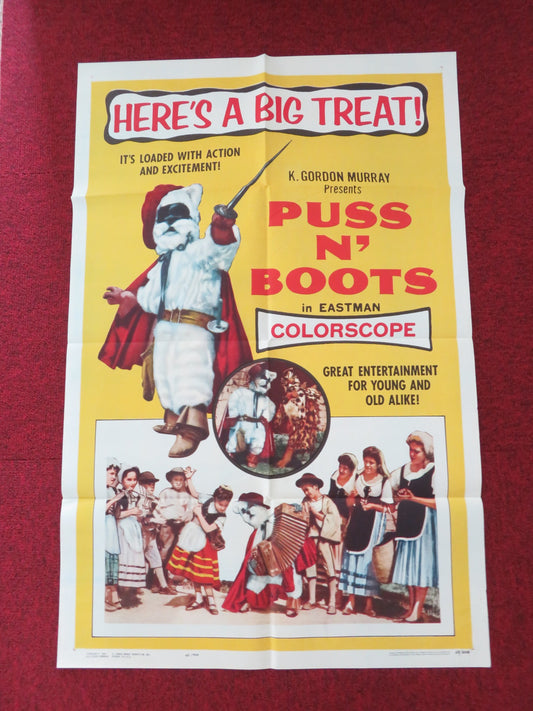 HERE'S A BIG TREAT!
IT'S LOADED WITH ACTION
AND EXCITEMENT!
K. GORDON MURRAY
Presents
PUSS
N'
BOOTS
in EASTMAN
COLORSCOPE
GREAT ENTERTAINMENT
FOR YOUNG AND
OLD ALIKE!